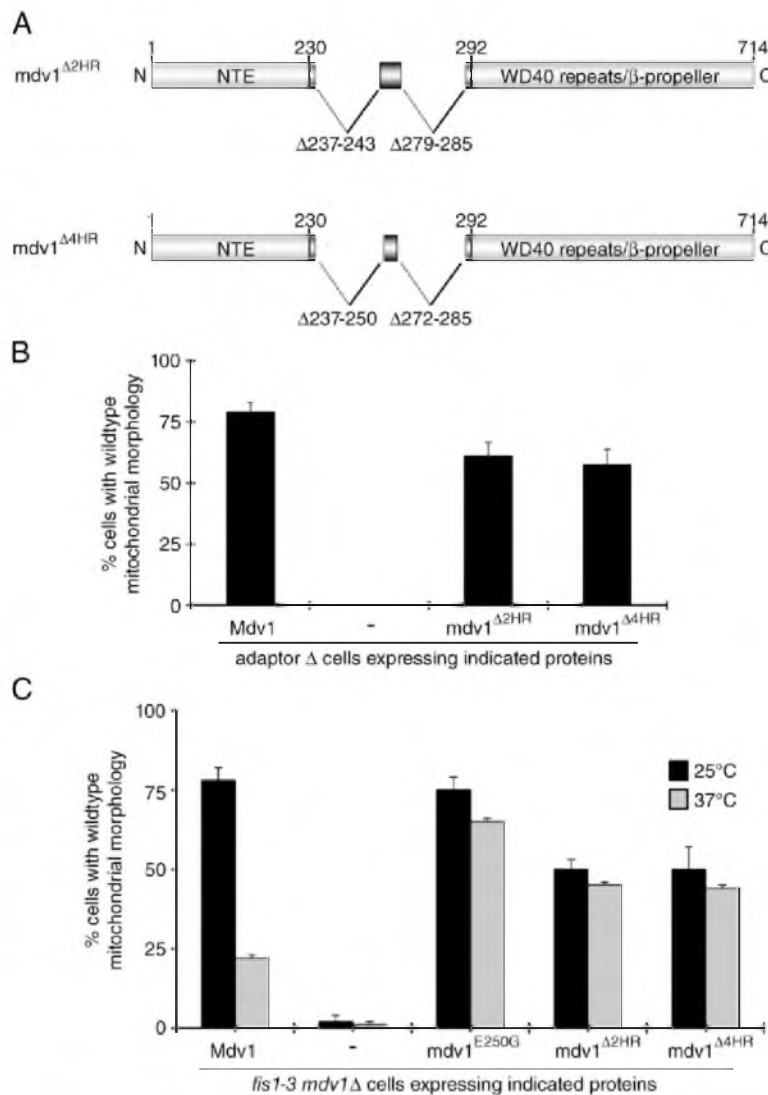 A
1 230 292 714
mdv1Δ2HR N NTE WD40 repeats/β-propeller C
Δ237-243 Δ279-285
1 230 292 714
mdv1Δ4HR N NTE WD40 repeats/β-propeller C
Δ237-250 Δ272-285
B
% cells with wildtype
mitochondrial morphology
100
75
50
25
0
Mdv1 - mdv1Δ2HR mdv1Δ4HR
adaptor Δ cells expressing indicated proteins
C
% cells with wildtype
mitochondrial morphology
100
75
50
25
0
25°C
37°C
Mdv1 - mdv1E250G mdv1Δ2HR mdv1Δ4HR
fis1-3 mdv1Δ cells expressing indicated proteins